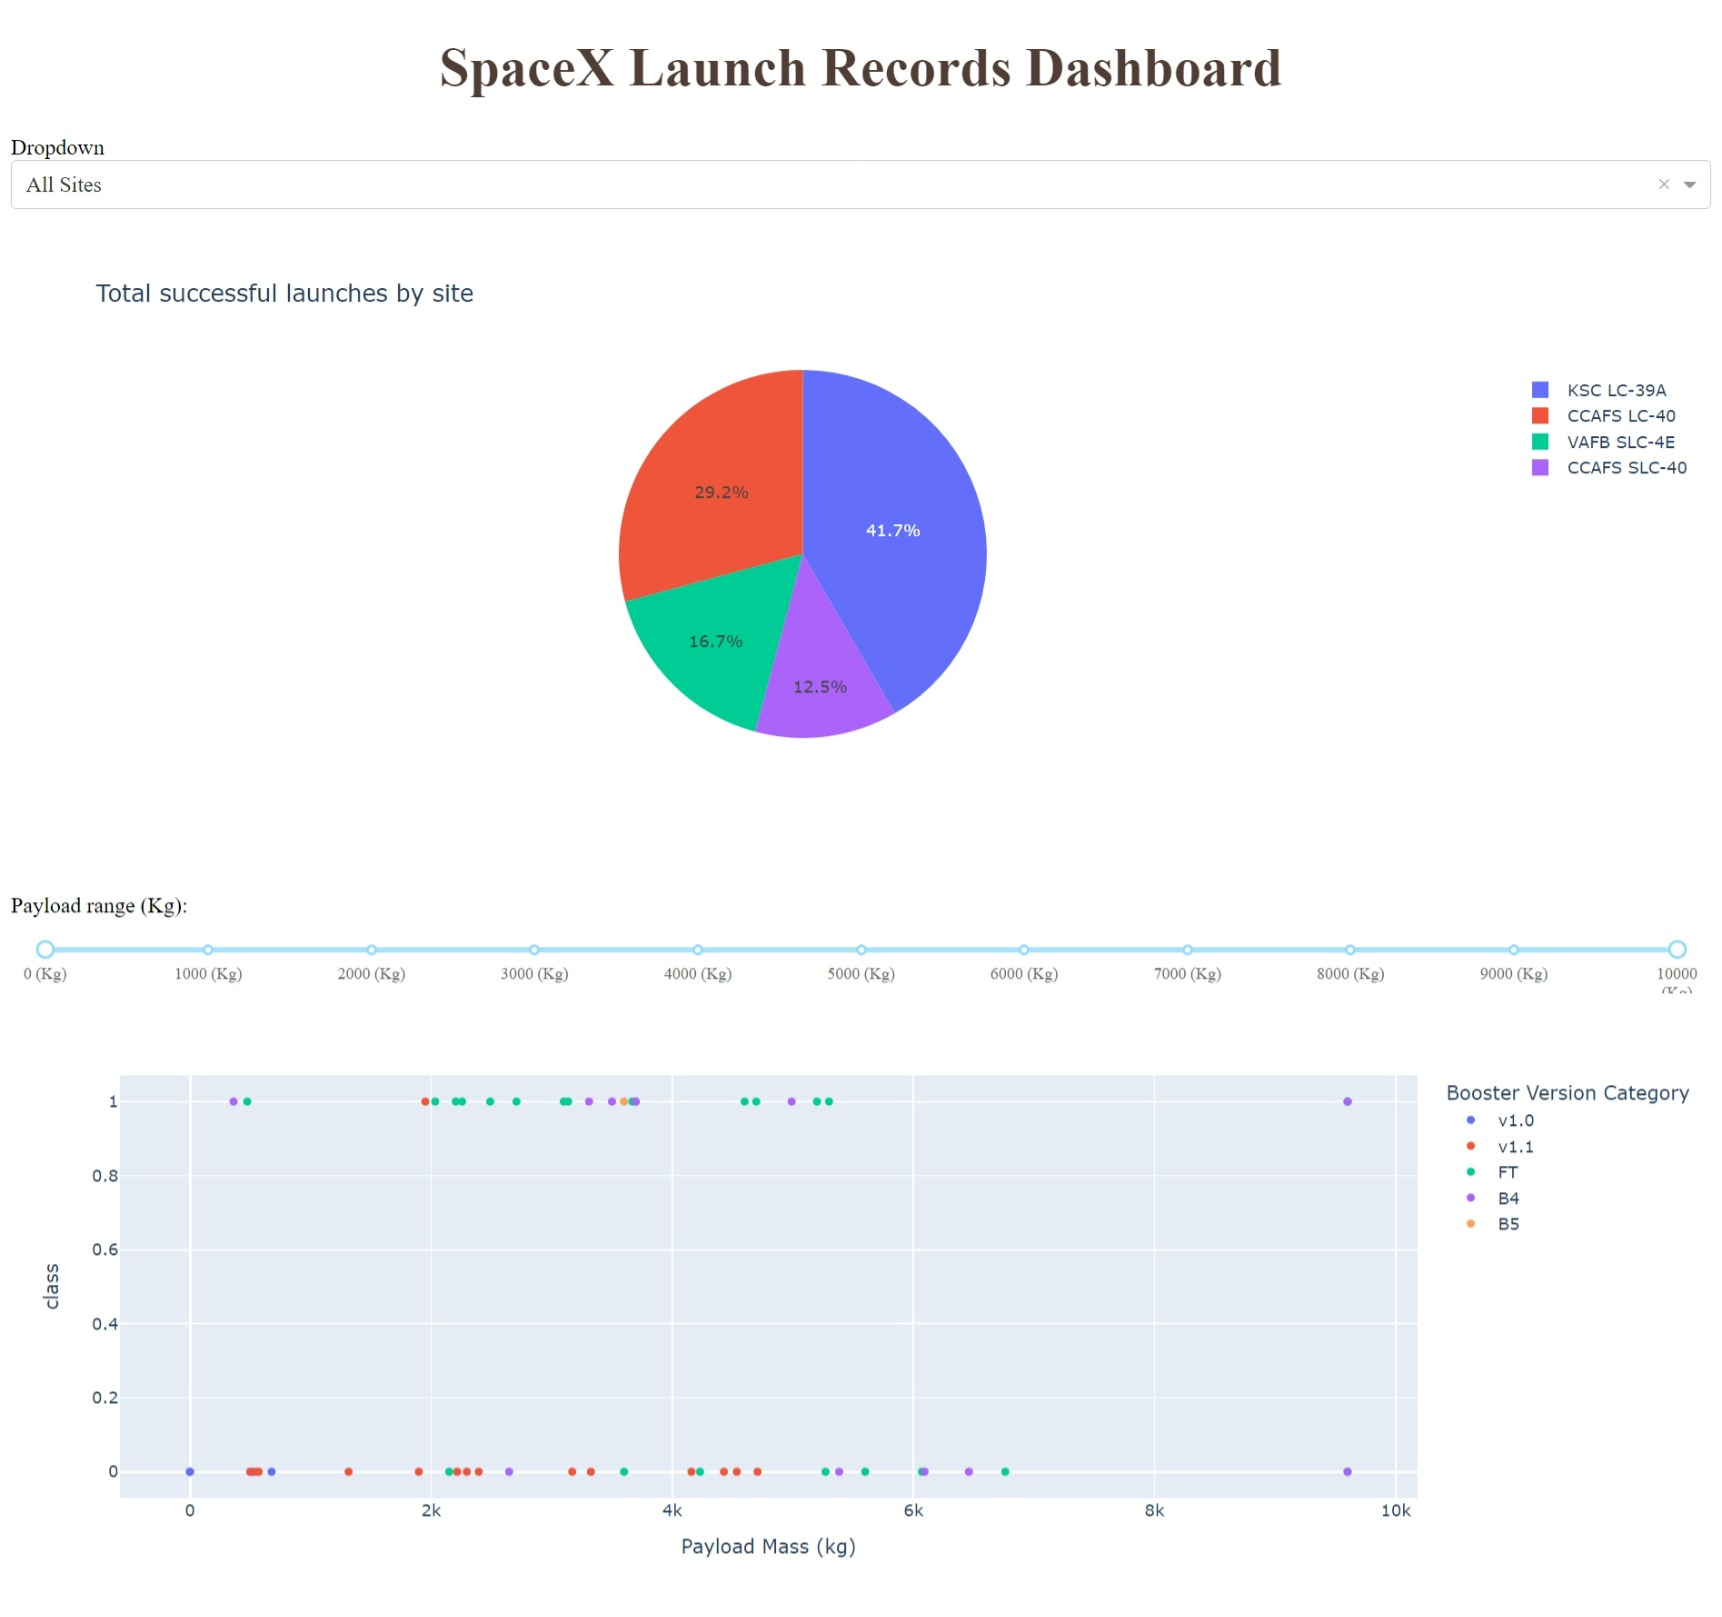 SpaceX Launch Records Dashboard
Dropdown
All Sites
Total successful launches by site
KSC LC-39A
CCAFS LC-40
VAFB SLC-4E
CCAFS SLC-40
29.2%
41.7%
16.7%
12.5%
Payload range (Kg):
0 (Kg) 1000 (Kg) 2000 (Kg) 3000 (Kg) 4000 (Kg) 5000 (Kg) 6000 (Kg) 7000 (Kg) 8000 (Kg) 9000 (Kg) 10000
(Kg)
Booster Version Category
v1.0
v1.1
FT
B4
B5
1
0.8
0.6
0.4
0.2
0
class
0 2k 4k 6k 8k 10k
Payload Mass (kg)